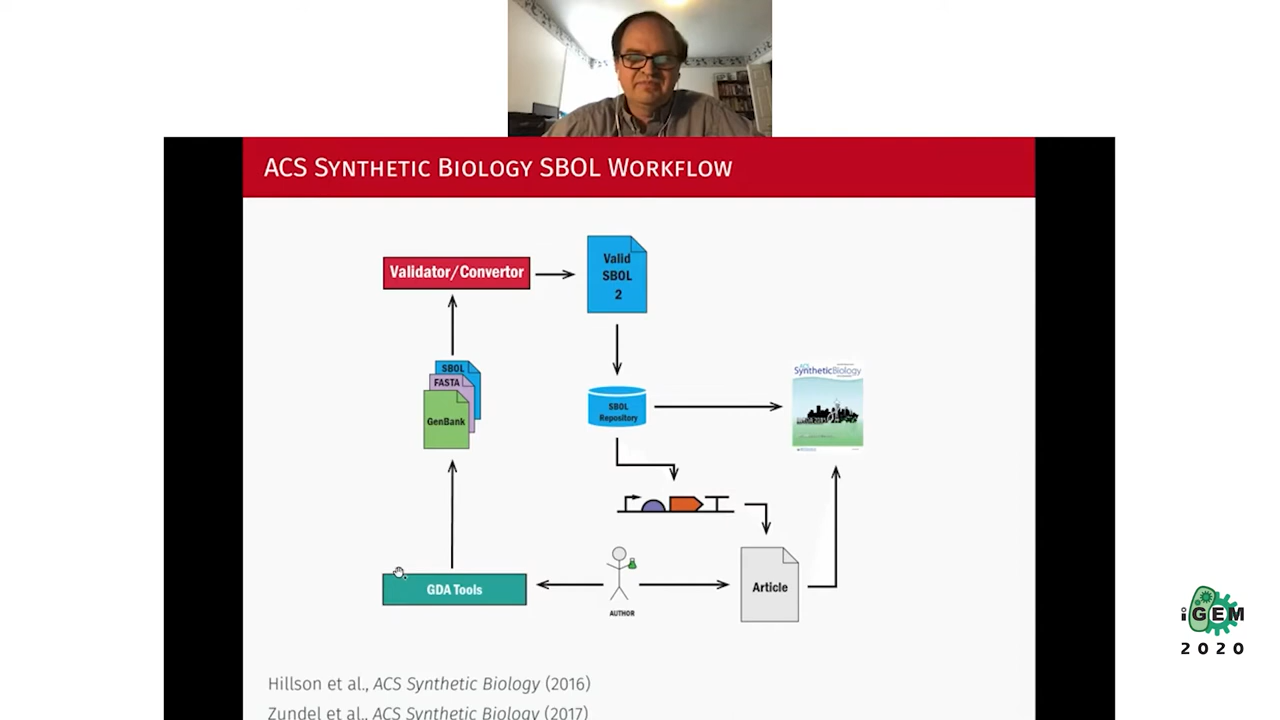 ACS SYNTHETIC BIOLOGY SBOL WORKFLOW
Validator/Convertor
Valid
SBOL
2
SBOL
FASTA
GenBank
SBOL
Repository
ACS
SyntheticBiology
GDA Tools
AUTHOR
Article
iGEM
2020
Hillson et al., ACS Synthetic Biology (2016)
Zundel et al., ACS Synthetic Biology (2017)